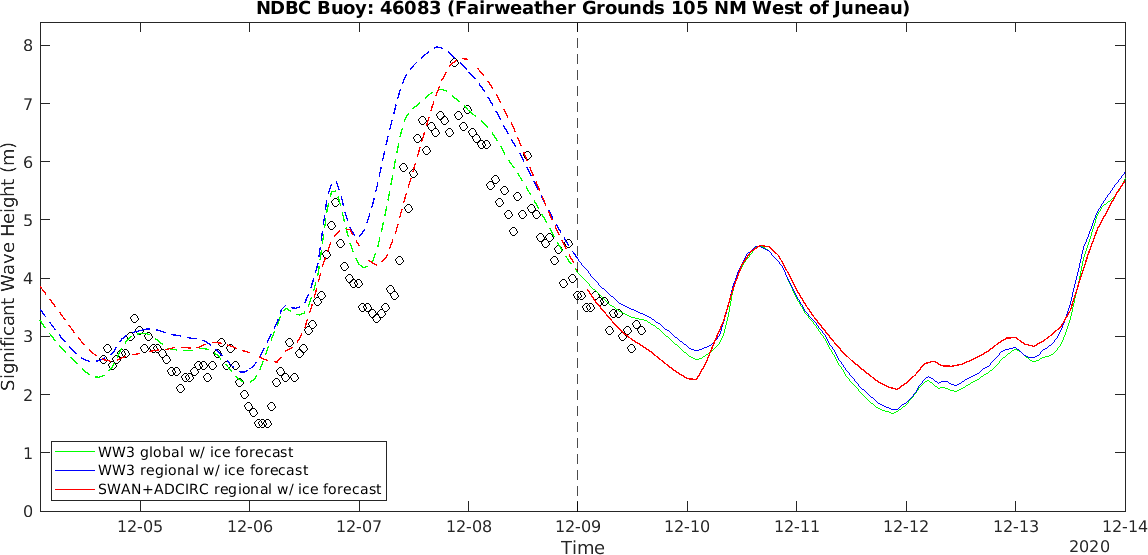 NDBC Buoy: 46083 (Fairweather Grounds 105 NM West of Juneau)
Significant Wave Height (m)
8
7
6
5
4
3
2
1
0
WW3 global w/ ice forecast
WW3 regional w/ ice forecast
SWAN+ADCIRC regional w/ ice forecast
12-05 12-06 12-07 12-08 12-09 12-10 12-11 12-12 12-13 12-14
Time
2020